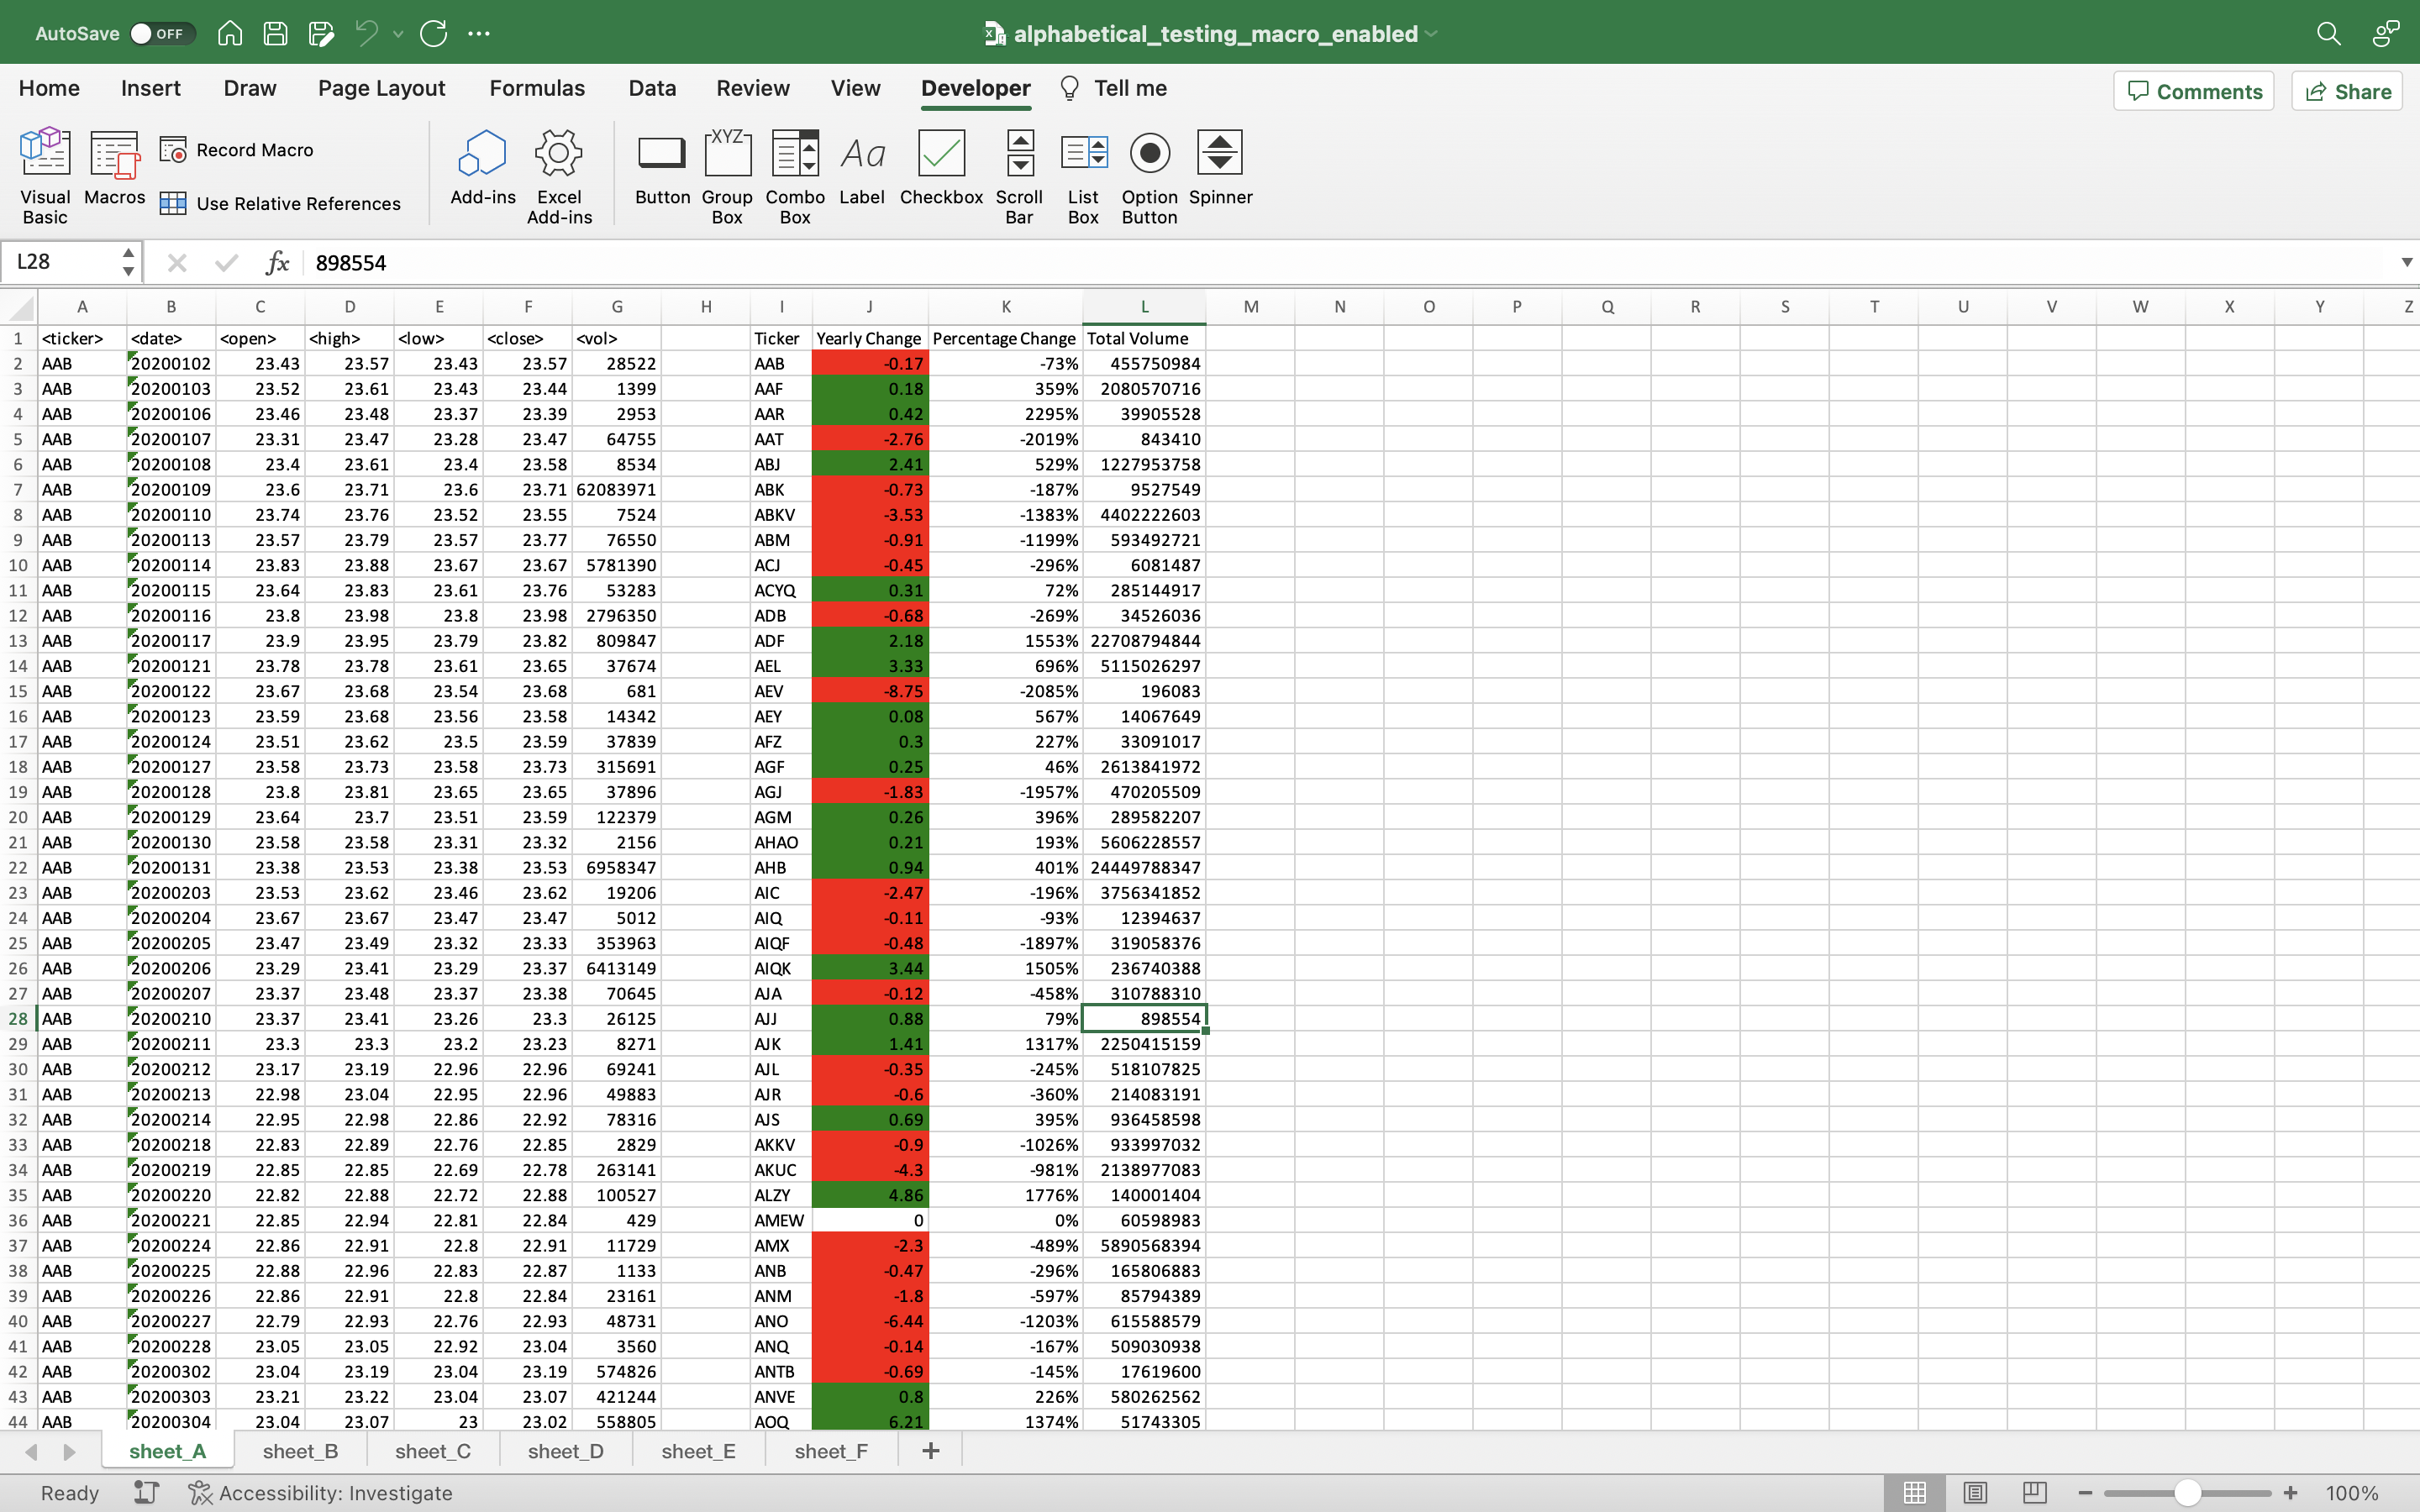 AutoSave OFF alphabetical_testing_macro_enabled
Home Insert Draw Page Layout Formulas Data Review View Developer Tell me Comments Share
Visual Basic Macros Record Macro Use Relative References Add-ins Excel Add-ins Button XYZ Group Box Combo Box Aa Label Checkbox Scroll Bar List Box Option Button Spinner
L28 fx 898554
A B C D E F G H I J K L M N O P Q R S T U V W X Y Z
1 <ticker> <date> <open> <high> <low> <close> <vol> Ticker Yearly Change Percentage Change Total Volume
2 AAB 20200102 23.43 23.57 23.43 23.57 28522 AAB -0.17 -73% 455750984
3 AAB 20200103 23.52 23.61 23.43 23.44 1399 AAF 0.18 359% 2080570716
4 AAB 20200106 23.46 23.48 23.37 23.39 2953 AAR 0.42 2295% 39905528
5 AAB 20200107 23.31 23.47 23.28 23.47 64755 AAT -2.76 -2019% 843410
6 AAB 20200108 23.4 23.61 23.4 23.58 8534 ABJ 2.41 529% 1227953758
7 AAB 20200109 23.6 23.71 23.6 23.71 62083971 ABK -0.73 -187% 9527549
8 AAB 20200110 23.74 23.76 23.52 23.55 7524 ABKV -3.53 -1383% 4402222603
9 AAB 20200113 23.57 23.79 23.57 23.77 76550 ABM -0.91 -1199% 593492721
10 AAB 20200114 23.83 23.88 23.67 23.67 5781390 ACJ -0.45 -296% 6081487
11 AAB 20200115 23.64 23.83 23.61 23.76 53283 ACYQ 0.31 72% 285144917
12 AAB 20200116 23.8 23.98 23.8 23.98 2796350 ADB -0.68 -269% 34526036
13 AAB 20200117 23.9 23.95 23.79 23.82 809847 ADF 2.18 1553% 22708794844
14 AAB 20200121 23.78 23.78 23.61 23.65 37674 AEL 3.33 696% 5115026297
15 AAB 20200122 23.67 23.68 23.54 23.68 681 AEV -8.75 -2085% 196083
16 AAB 20200123 23.59 23.68 23.56 23.58 14342 AEY 0.08 567% 14067649
17 AAB 20200124 23.51 23.62 23.5 23.59 37839 AFZ 0.3 227% 33091017
18 AAB 20200127 23.58 23.73 23.58 23.73 315691 AGF 0.25 46% 2613841972
19 AAB 20200128 23.8 23.81 23.65 23.65 37896 AGJ -1.83 -1957% 470205509
20 AAB 20200129 23.64 23.7 23.51 23.59 122379 AGM 0.26 396% 289582207
21 AAB 20200130 23.58 23.58 23.31 23.32 2156 AHAO 0.21 193% 5606228557
22 AAB 20200131 23.38 23.53 23.38 23.53 6958347 AHB 0.94 401% 24449788347
23 AAB 20200203 23.53 23.62 23.46 23.62 19206 AIC -2.47 -196% 3756341852
24 AAB 20200204 23.67 23.67 23.47 23.47 5012 AIQ -0.11 -93% 12394637
25 AAB 20200205 23.47 23.49 23.32 23.33 353963 AIQF -0.48 -1897% 319058376
26 AAB 20200206 23.29 23.41 23.29 23.37 6413149 AIQK 3.44 1505% 236740388
27 AAB 20200207 23.37 23.48 23.37 23.38 70645 AJA -0.12 -458% 310788310
28 AAB 20200210 23.37 23.41 23.26 23.3 26125 AJJ 0.88 79% 898554
29 AAB 20200211 23.3 23.3 23.2 23.23 8271 AJK 1.41 1317% 2250415159
30 AAB 20200212 23.17 23.19 22.96 22.96 69241 AJL -0.35 -245% 518107825
31 AAB 20200213 22.98 23.04 22.95 22.96 49883 AJR -0.6 -360% 214083191
32 AAB 20200214 22.95 22.98 22.86 22.92 78316 AJS 0.69 395% 936458598
33 AAB 20200218 22.83 22.89 22.76 22.85 2829 AKKV -0.9 -1026% 933997032
34 AAB 20200219 22.85 22.85 22.69 22.78 263141 AKUC -4.3 -981% 2138977083
35 AAB 20200220 22.82 22.88 22.72 22.88 100527 ALZY 4.86 1776% 140001404
36 AAB 20200221 22.85 22.94 22.81 22.84 429 AMEW 0 0% 60598983
37 AAB 20200224 22.86 22.91 22.8 22.91 11729 AMX -2.3 -489% 5890568394
38 AAB 20200225 22.88 22.96 22.83 22.87 1133 ANB -0.47 -296% 165806883
39 AAB 20200226 22.86 22.91 22.8 22.84 23161 ANM -1.8 -597% 85794389
40 AAB 20200227 22.79 22.93 22.76 22.93 48731 ANO -6.44 -1203% 615588579
41 AAB 20200228 23.05 23.05 22.92 23.04 3560 ANQ -0.14 -167% 509030938
42 AAB 20200302 23.04 23.19 23.04 23.19 574826 ANTB -0.69 -145% 17619600
43 AAB 20200303 23.21 23.22 23.04 23.07 421244 ANVE 0.8 226% 580262562
44 AAB 20200304 23.04 23.07 23 23.02 558805 AOQ 6.21 1374% 51743305
sheet_A sheet_B sheet_C sheet_D sheet_E sheet_F +
Ready Accessibility: Investigate 100%